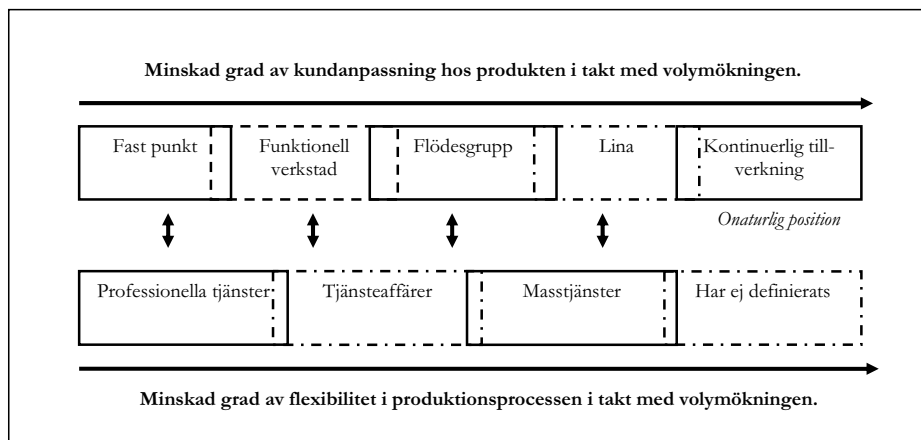 Minskad grad av kundanpassning hos produkten i takt med volymökningen.
Fast punkt
Funktionell
verkstad
Flödesgrupp
Lina
Kontinuerlig till-
verkning
Onaturlig position
Professionella tjänster
Tjänsteaffärer
Masstjänster
Har ej definierats
Minskad grad av flexibilitet i produktionsprocessen i takt med volymökningen.